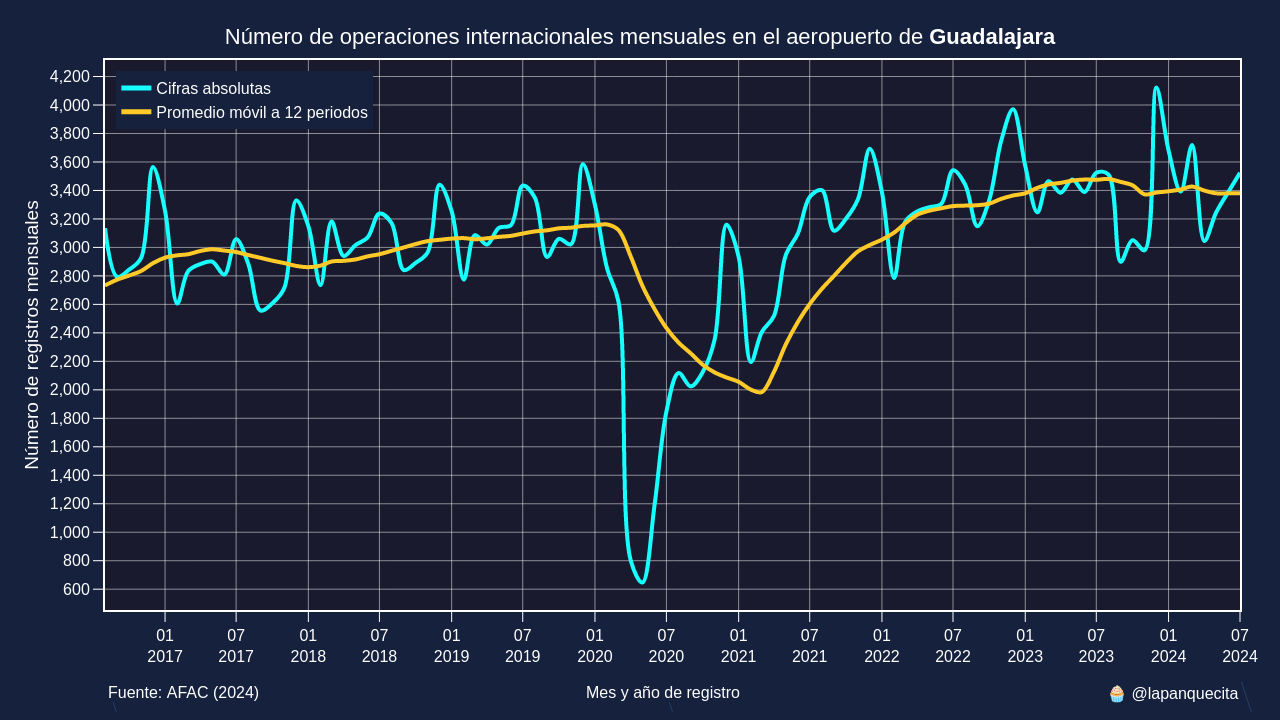 Número de operaciones internacionales mensuales en el aeropuerto de Guadalajara
Cifras absolutas
Promedio móvil a 12 periodos
Número de registros mensuales
4,200
4,000
3,800
3,600
3,400
3,200
3,000
2,800
2,600
2,400
2,200
2,000
1,800
1,600
1,400
1,200
1,000
800
600
01 07 01 07 01 07 01 07 01 07 01 07 01 07 01 07
2017 2017 2018 2018 2019 2019 2020 2020 2021 2021 2022 2022 2023 2023 2024 2024
Fuente: AFAC (2024) Mes y año de registro 🧁 @lapanquecita